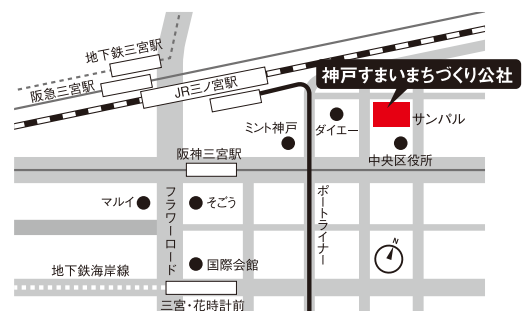 地下鉄三宮駅
阪急三宮駅
JR三ノ宮駅
神戸すまいまちづくり公社
ミント神戸
ダイエー
サンパル
中央区役所
阪神三宮駅
マルイ
フラワーロード
そごう
ポートライナー
N
国際会館
地下鉄海岸線
三宮・花時計前